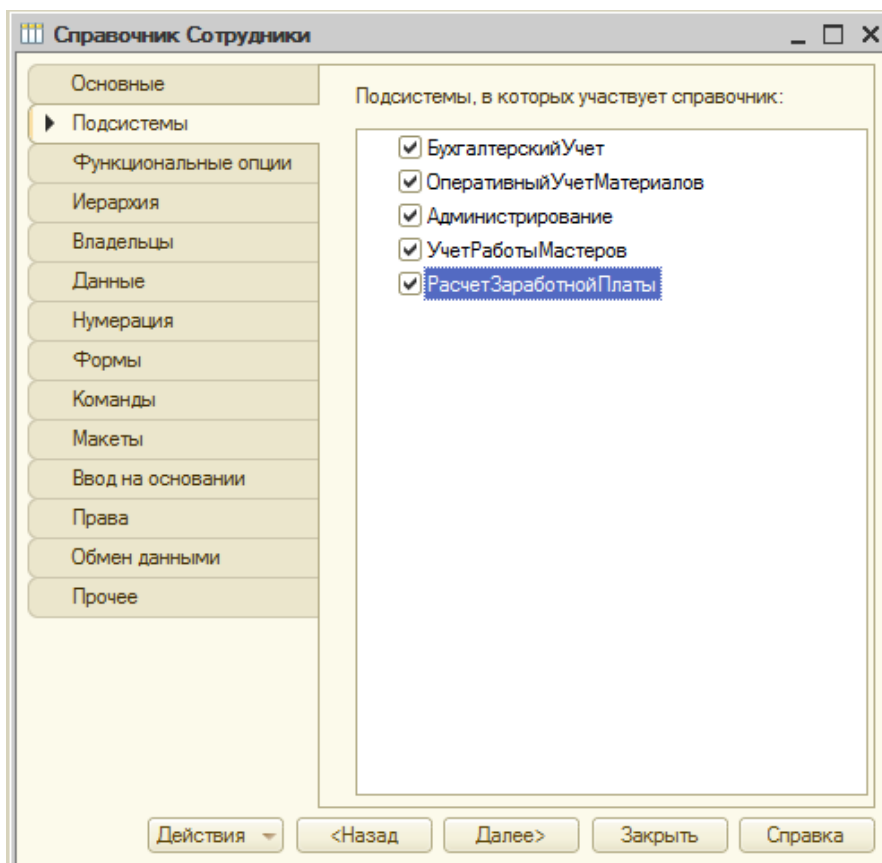 Справочник Сотрудники
Основные
Подсистемы
Функциональные опции
Иерархия
Владельцы
Данные
Нумерация
Формы
Команды
Макеты
Ввод на основании
Права
Обмен данными
Прочее
Подсистемы, в которых участвует справочник:
БухгалтерскийУчет
ОперативныйУчетМатериалов
Администрирование
УчетРаботыМастеров
РасчетЗаработнойПлаты
Действия <Назад Далее> Закрыть Справка